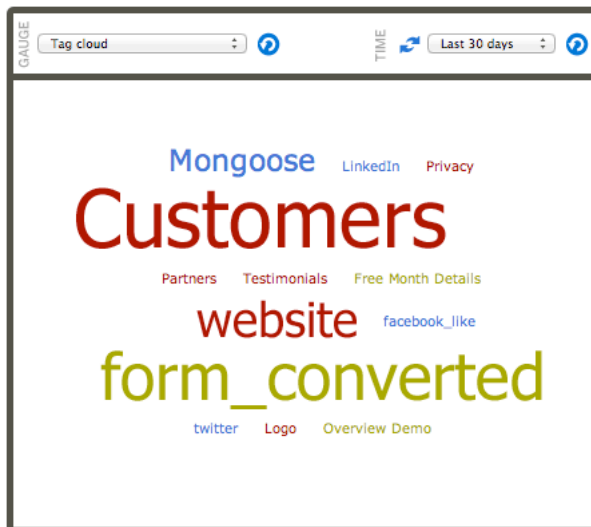 GAUGE Tag cloud TIME Last 30 days
Mongoose LinkedIn Privacy
Customers
Partners Testimonials Free Month Details
website facebook_like
form_converted
twitter Logo Overview Demo